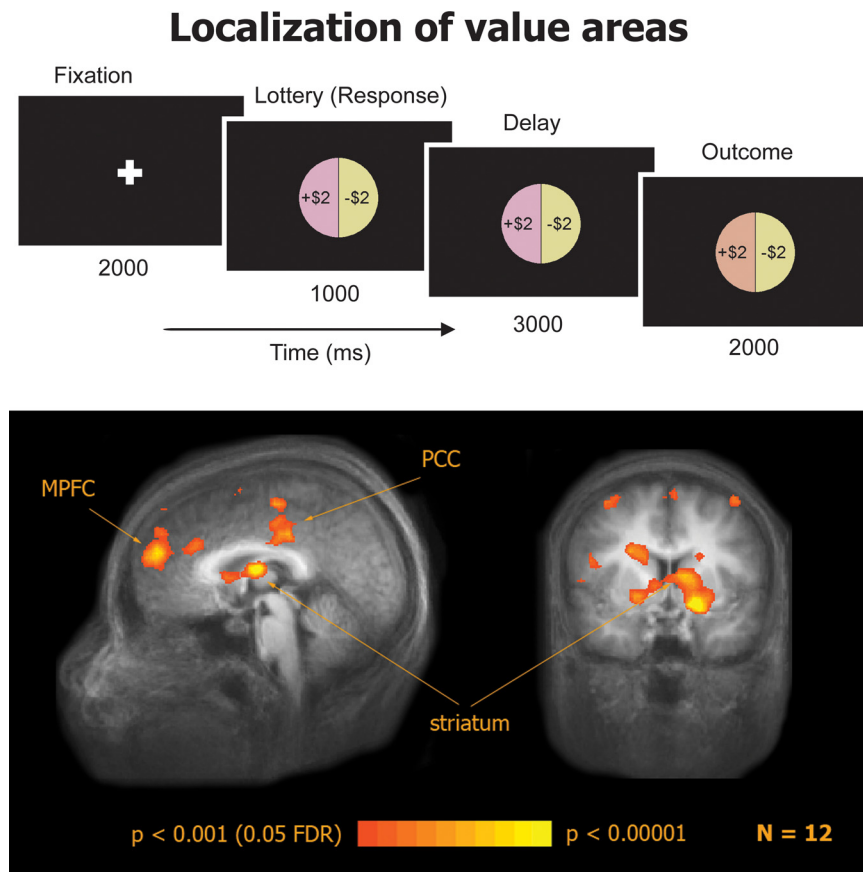 Localization of value areas
Fixation
Lottery (Response)
Delay
Outcome
+$2 -$2
+$2 -$2
+$2 -$2
2000
1000
3000
2000
Time (ms)
MPFC
PCC
striatum
p < 0.001 (0.05 FDR)
p < 0.00001
N = 12